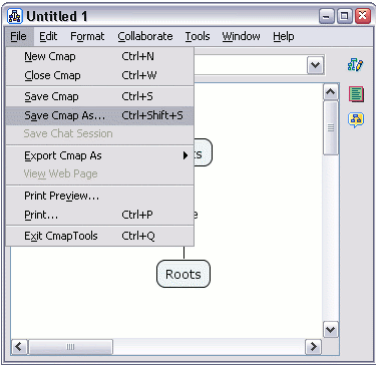 Untitled 1
File Edit Format Collaborate Tools Window Help
New Cmap Ctrl+N
Close Cmap Ctrl+W
Save Cmap Ctrl+S
Save Cmap As... Ctrl+Shift+S
Save Chat Session
Export Cmap As
View Web Page
Print Preview...
Print... Ctrl+P
Exit CmapTools Ctrl+Q
Roots